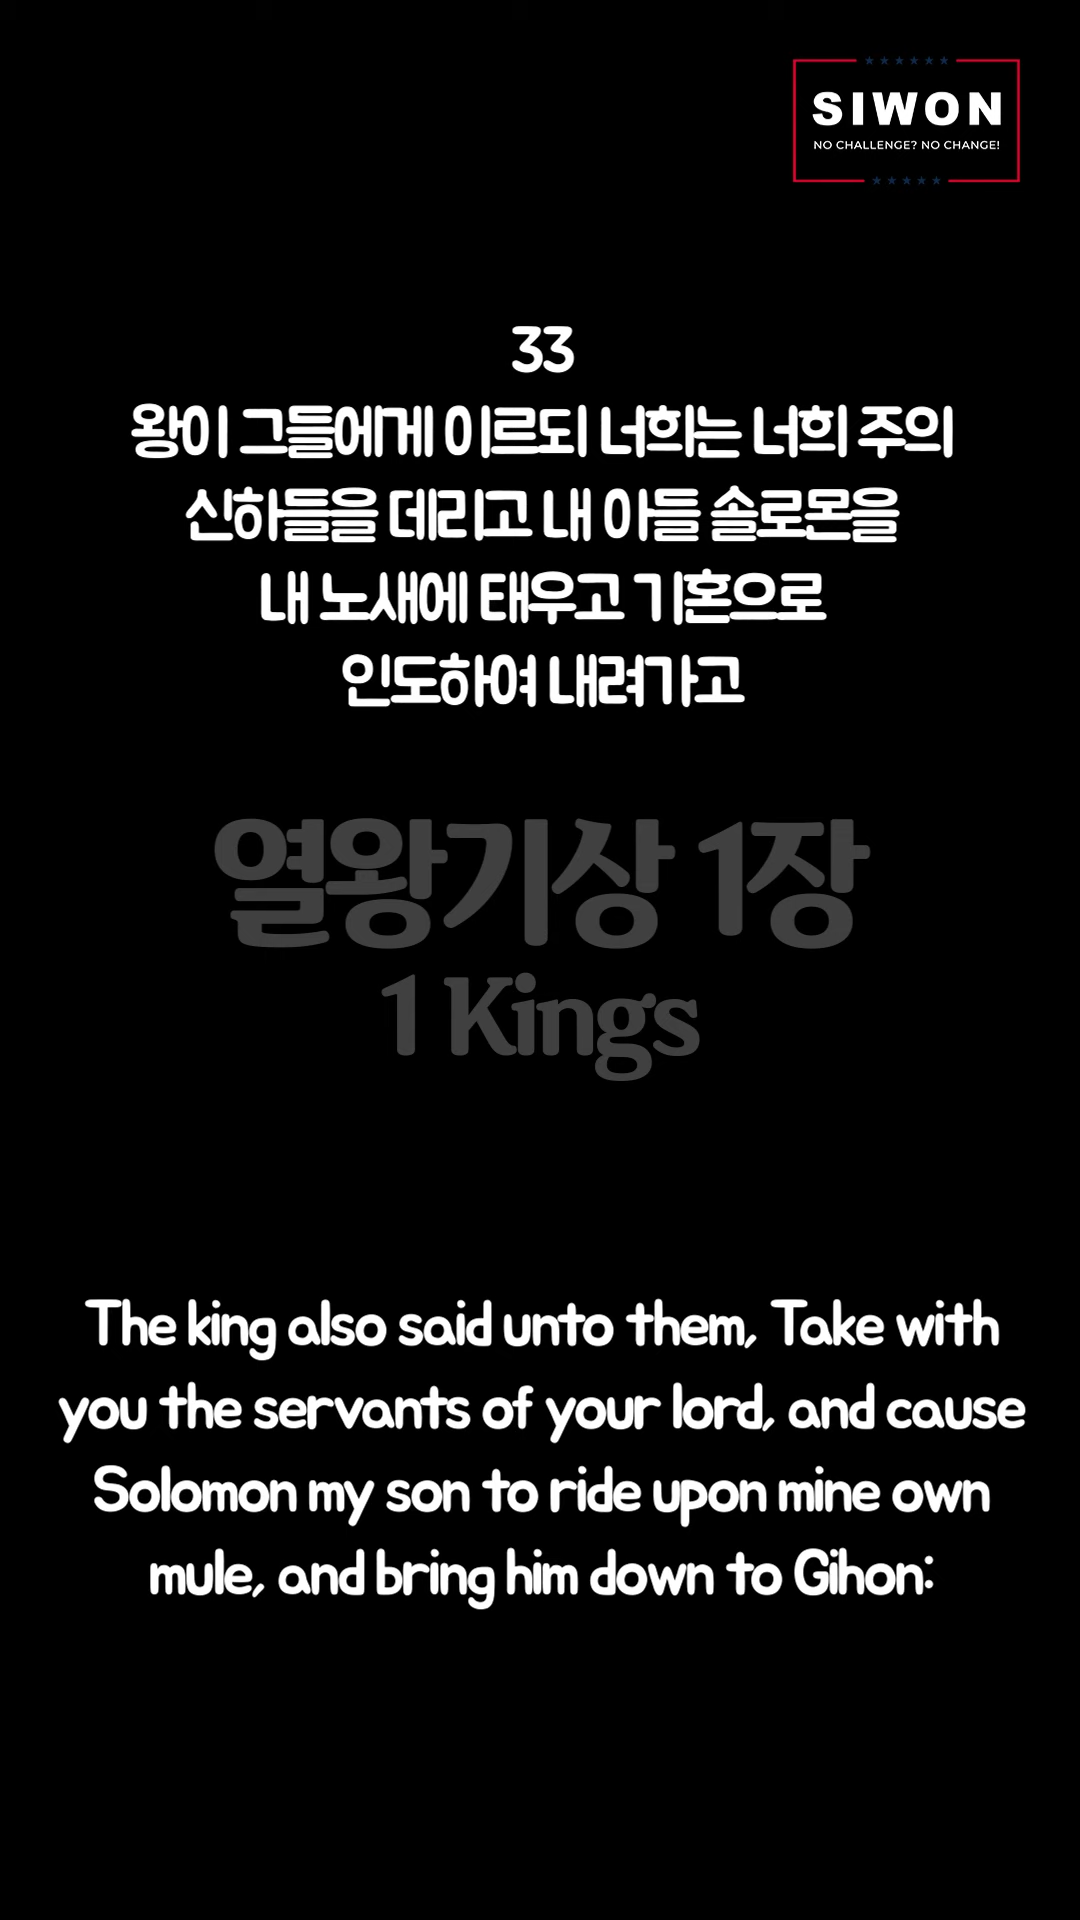 SIWON
NO CHALLENGE? NO CHANGE!
33
왕이 그들에게 이르되 너희는 너희 주의
신하들을 데리고 내 아들 솔로몬을
내 노새에 태우고 기혼으로
인도하여 내려가고
열왕기상 1장
1 Kings
The king also said unto them, Take with
you the servants of your lord, and cause
Solomon my son to ride upon mine own
mule, and bring him down to Gihon: